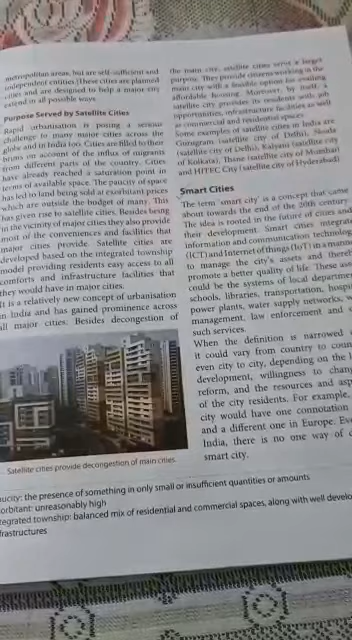 metropolitan areas, but are self-sufficient and
independent entities. These cities are planned
cities and are designed to help a major city
extend in all possible ways.
Purpose Served by Satellite Cities
Rapid urbanisation is posing a serious
challenge to many major cities across the
globe and in India too. Cities are filled to their
brims on account of the influx of migrants
from different parts of the country. Cities
have already reached a saturation point in
terms of available space. The paucity of space
has led to land being sold at exorbitant prices
which are outside the budget of many. This
has given rise to satellite cities. Besides being
in the vicinity of major cities they also provide
most of the conveniences and facilities that
major cities provide. Satellite cities are
developed based on the integrated township
model providing residents easy access to all
comforts and infrastructure facilities that
they would have in major cities.
It is a relatively new concept of urbanisation
in India and has gained prominence across
all major cities. Besides decongestion of
Satellite cities provide decongestion of main cities.
the main city, satellite cities serve a larger
purpose. They provide citizens working in the
main city with a feasible option for availing
affordable housing. Moreover, by itself, a
satellite city provides its residents with job
opportunities, infrastructure facilities as well
as commercial and residential spaces.
Some examples of satellite cities in India are
Gurugram (satellite city of Delhi), Noida
(satellite city of Delhi), Kalyani (satellite city
of Kolkata), Thane (satellite city of Mumbai)
and HITEC City (satellite city of Hyderabad)
Smart Cities
The term 'smart city' is a concept that came
about towards the end of the 20th century.
The idea is rooted in the future of cities and
their development. Smart cities integrate
information and communications technolog
(ICT) and Internet of things (IoT) in a mann
to manage the city's assets and there
promote a better quality of life. These ass
could be the systems of local departmen
schools, libraries, transportation, hospi
power plants, water supply networks, w
management, law enforcement and
such services.
When the definition is narrowed
it could vary from country to coun
even city to city, depending on the
development, willingness to chan
reform, and the resources and asp
of the city residents. For example,
city would have one connotation
and a different one in Europe. Eve
India, there is no one way of d
smart city.
ucity: the presence of something in only small or insufficient quantities or amounts
orbitant: unreasonably high
tegrated township: balanced mix of residential and commercial spaces, along with well develo
frastructures